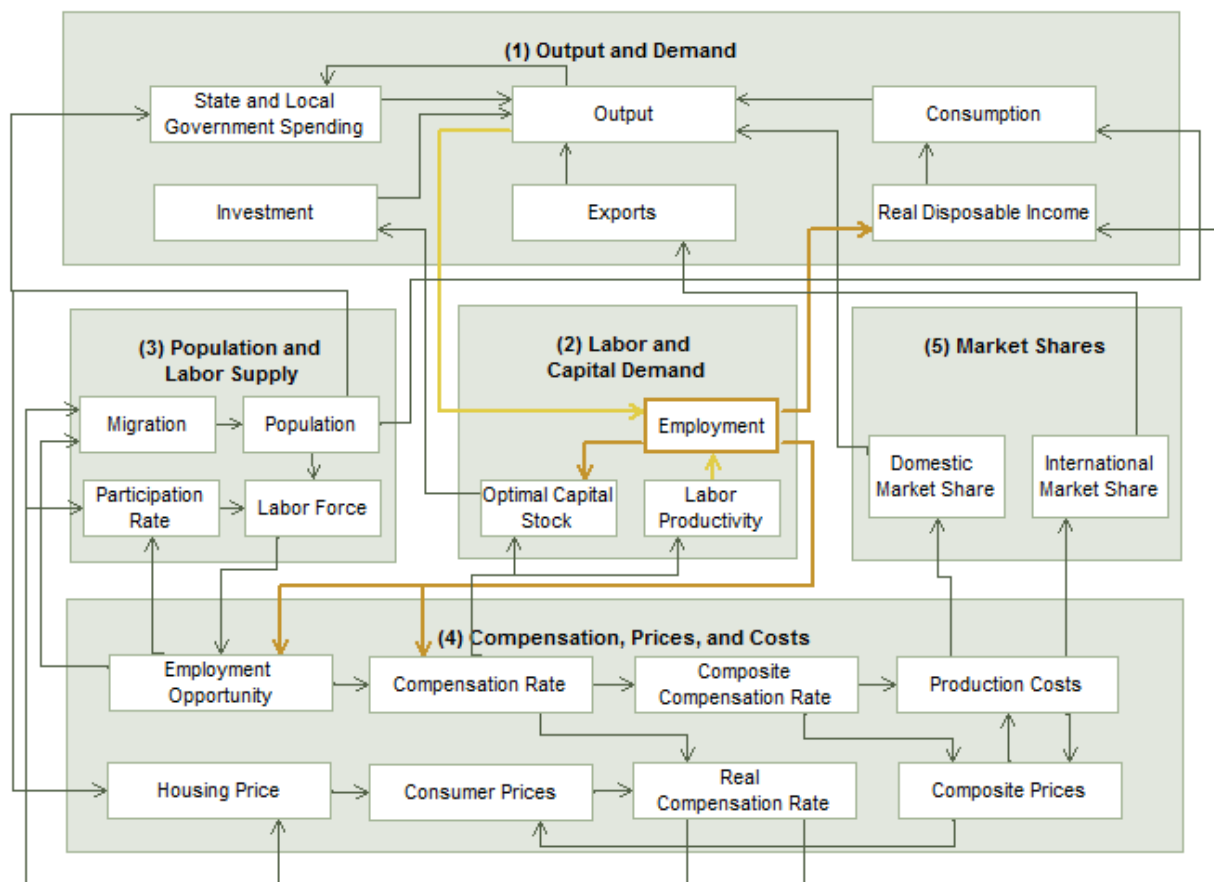 (1) Output and Demand
State and Local
Government Spending
Output
Consumption
Investment
Exports
Real Disposable Income
(3) Population and
Labor Supply
Migration
Population
Participation
Rate
Labor Force
(2) Labor and
Capital Demand
Employment
Optimal Capital
Stock
Labor
Productivity
(5) Market Shares
Domestic
Market Share
International
Market Share
(4) Compensation, Prices, and Costs
Employment
Opportunity
Compensation Rate
Composite
Compensation Rate
Production Costs
Housing Price
Consumer Prices
Real
Compensation Rate
Composite Prices